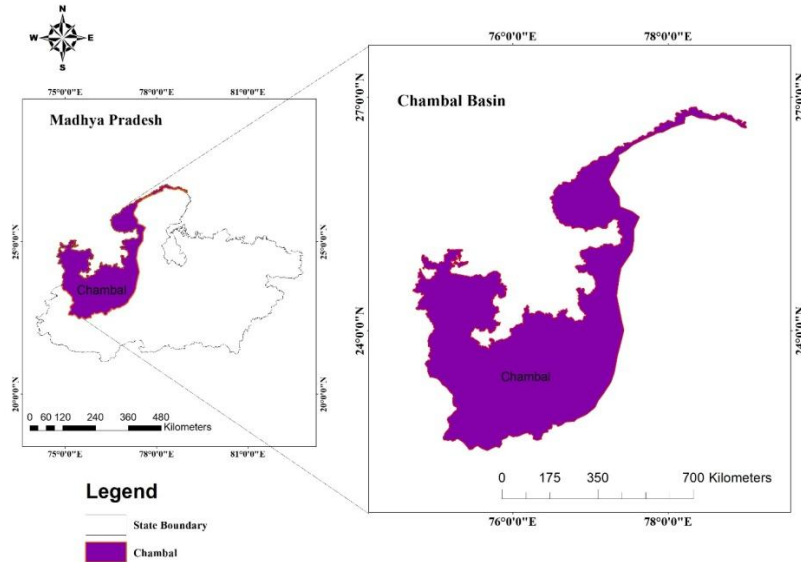 N
W E
S
75°0'0"E 78°0'0"E 81°0'0"E
Madhya Pradesh
25°0'0"N
25°0'0"N
20°0'0"N
20°0'0"N
Chambal
0 60 120 240 360 480
Kilometers
75°0'0"E 78°0'0"E 81°0'0"E
76°0'0"E 78°0'0"E
Chambal Basin
27°0'0"N
27°0'0"N
24°0'0"N
24°0'0"N
Chambal
0 175 350 700 Kilometers
76°0'0"E 78°0'0"E
Legend
State Boundary
Chambal